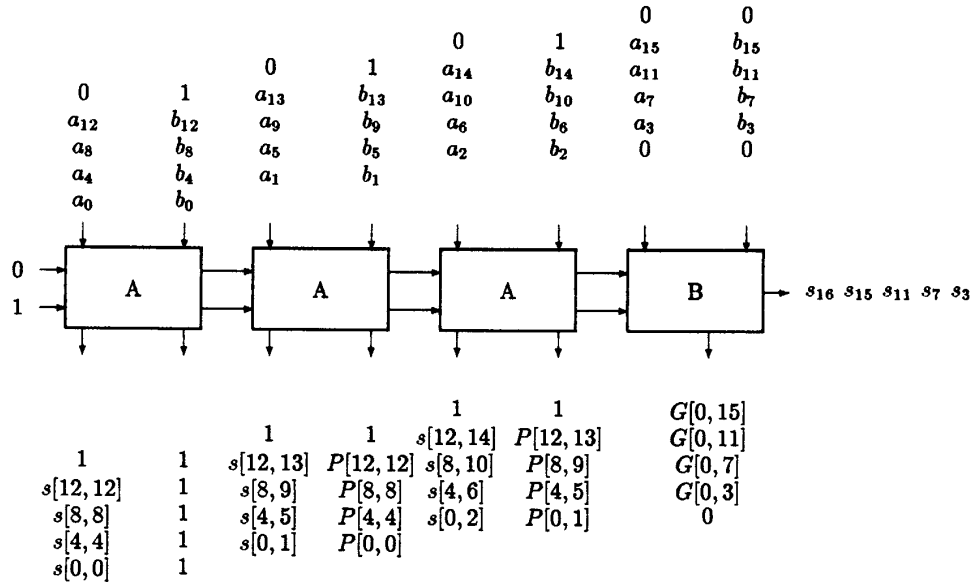 0 0
0 1 a₁₅ b₁₅
0 1 a₁₄ b₁₄ a₁₁ b₁₁
0 1 a₁₃ b₁₃ a₁₀ b₁₀ a₇ b₇
a₁₂ b₁₂ a₉ b₉ a₆ b₆ a₃ b₃
a₈ b₈ a₅ b₅ a₂ b₂ 0 0
a₄ b₄ a₁ b₁
a₀ b₀
0
A A A B s₁₆ s₁₅ s₁₁ s₇ s₃
1
1 1 G[0, 15]
1 1 s[12, 14] P[12, 13] G[0, 11]
1 1 s[12, 13] P[12, 12] s[8, 10] P[8, 9] G[0, 7]
s[12, 12] 1 s[8, 9] P[8, 8] s[4, 6] P[4, 5] G[0, 3]
s[8, 8] 1 s[4, 5] P[4, 4] s[0, 2] P[0, 1] 0
s[4, 4] 1 s[0, 1] P[0, 0]
s[0, 0] 1